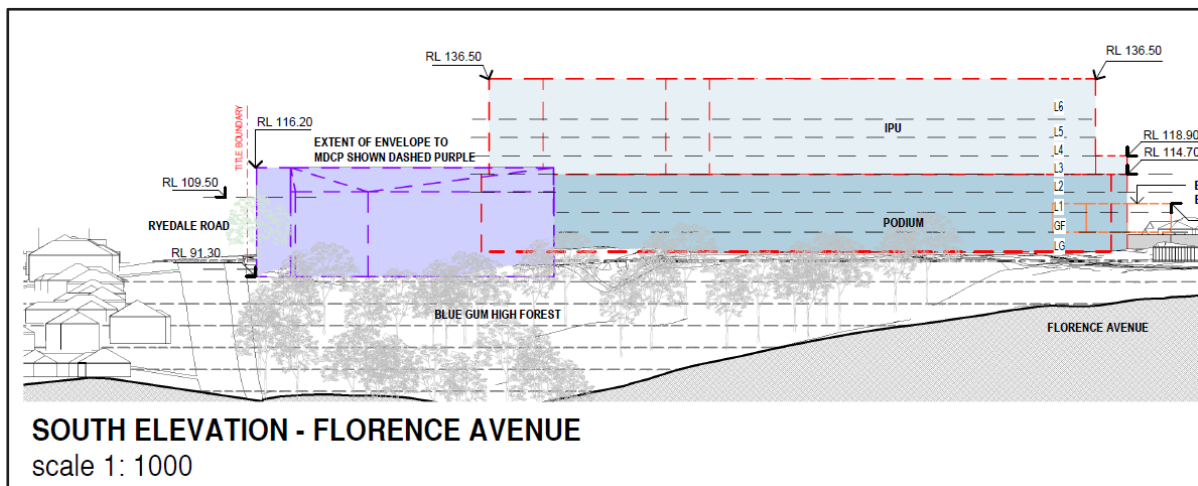 RL 136.50
RL 136.50
TITLE BOUNDARY
L6
RL 116.20
IPU
EXTENT OF ENVELOPE TO
MDCP SHOWN DASHED PURPLE
L5
RL 118.90
L4
RL 114.70
L3
RL 109.50
L2
L1
RYEDALE ROAD
PODIUM
GF
LG
RL 91.30
BLUE GUM HIGH FOREST
FLORENCE AVENUE
SOUTH ELEVATION - FLORENCE AVENUE
scale 1: 1000